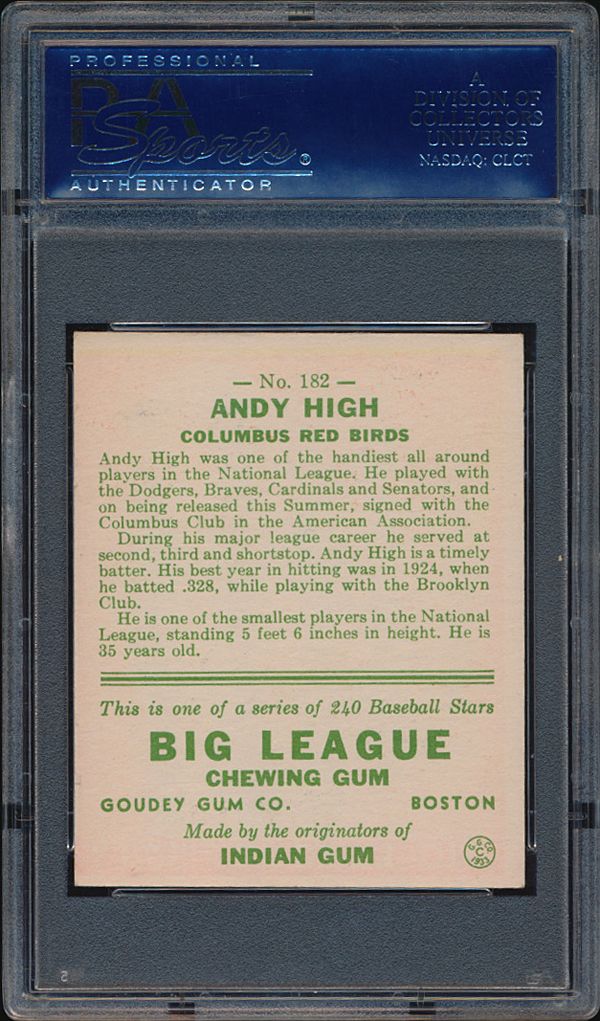 PROFESSIONAL
PSA
Sports®
AUTHENTICATOR
A
DIVISION OF
COLLECTORS
UNIVERSE
NASDAQ: CLCT
— No. 182 —
ANDY HIGH
COLUMBUS RED BIRDS
Andy High was one of the handiest all around
players in the National League. He played with
the Dodgers, Braves, Cardinals and Senators, and
on being released this Summer, signed with the
Columbus Club in the American Association.
During his major league career he served at
second, third and shortstop. Andy High is a timely
batter. His best year in hitting was in 1924, when
he batted .328, while playing with the Brooklyn
Club.
He is one of the smallest players in the National
League, standing 5 feet 6 inches in height. He is
35 years old.
This is one of a series of 240 Baseball Stars
BIG LEAGUE
CHEWING GUM
GOUDEY GUM CO. BOSTON
Made by the originators of
INDIAN GUM
G.G.CO.
C
1933